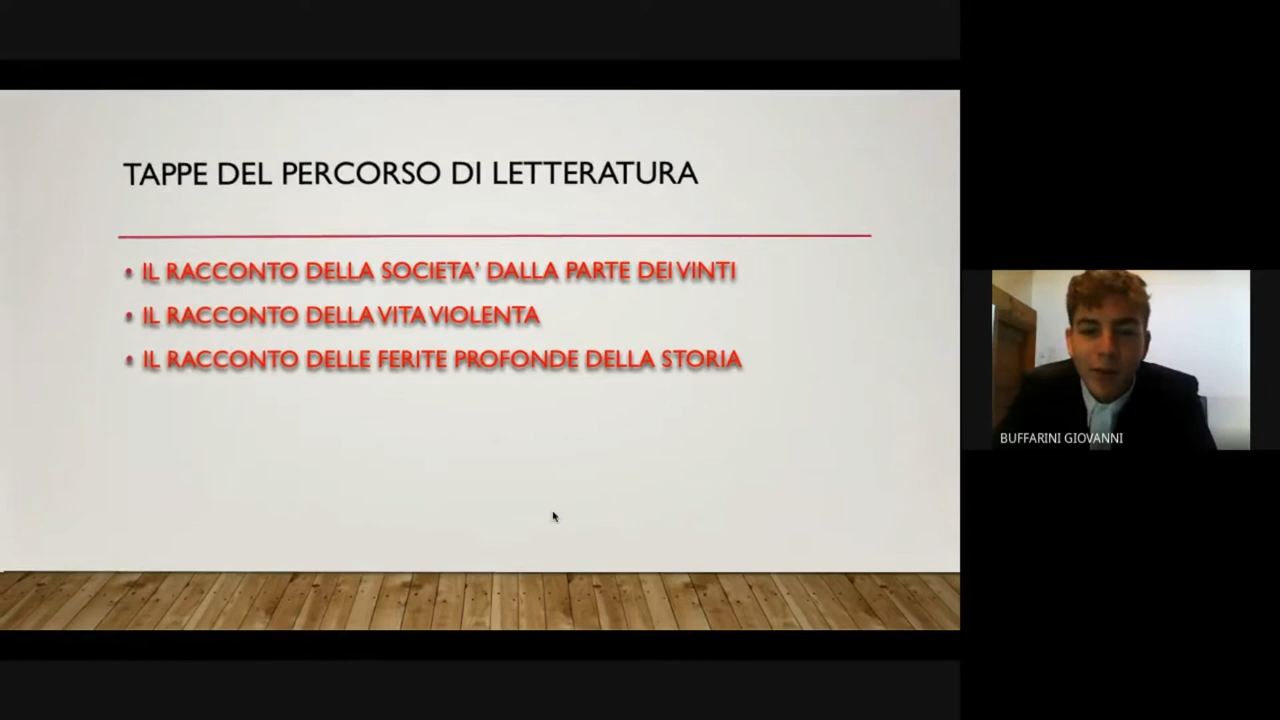 TAPPE DEL PERCORSO DI LETTERATURA
• IL RACCONTO DELLA SOCIETA' DALLA PARTE DEI VINTI
• IL RACCONTO DELLA VITA VIOLENTA
• IL RACCONTO DELLE FERITE PROFONDE DELLA STORIA
BUFFARINI GIOVANNI